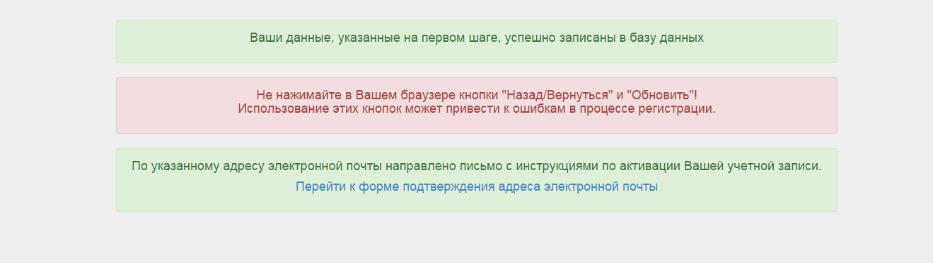 Ваши данные, указанные на первом шаге, успешно записаны в базу данных
Не нажимайте в Вашем браузере кнопки "Назад/Вернуться" и "Обновить"!
Использование этих кнопок может привести к ошибкам в процессе регистрации.
По указанному адресу электронной почты направлено письмо с инструкциями по активации Вашей учетной записи.
Перейти к форме подтверждения адреса электронной почты